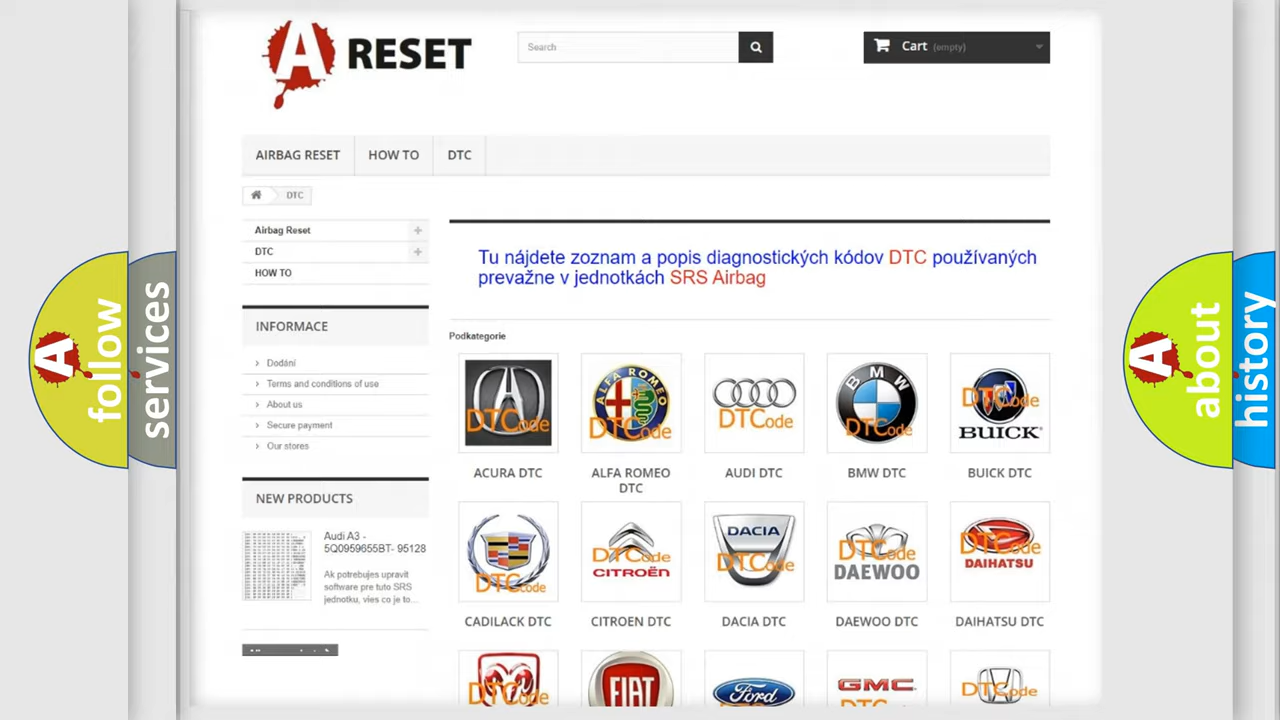 A RESET
Search
Cart (empty)
AIRBAG RESET
HOW TO
DTC
DTC
Airbag Reset
DTC
HOW TO
INFORMACE
Dodání
Terms and conditions of use
About us
Secure payment
Our stores
NEW PRODUCTS
Audi A3 -
5Q0959655BT- 95128
Ak potrebujes upravit
software pre tuto SRS
jednotku, vies co je to...
Tu nájdete zoznam a popis diagnostických kódov DTC používaných
prevažne v jednotkách SRS Airbag
Podkategorie
DTCode
ALFA ROMEO
DTCode
DTCode
BMW
DTCode
DTCode
BUICK
ACURA DTC
ALFA ROMEO
DTC
AUDI DTC
BMW DTC
BUICK DTC
DTCode
DTCode
CITROËN
DACIA
DTCode
DTCode
DAEWOO
DTCode
DAIHATSU
CADILACK DTC
CITROEN DTC
DACIA DTC
DAEWOO DTC
DAIHATSU DTC
DTCode
FIAT
Ford
GMC
DTCode
A follow
services
A about
history